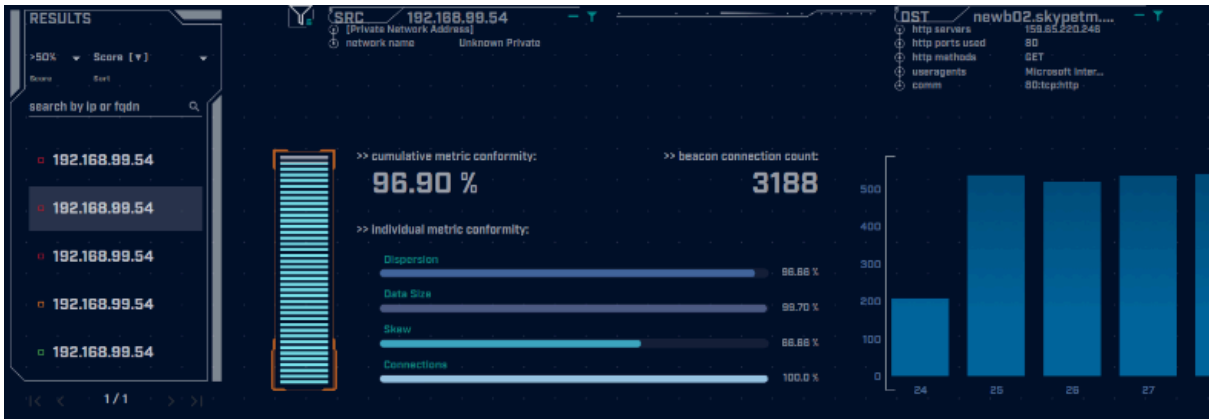 RESULTS
>50%
Score [▼]
Score
Sort
search by ip or fqdn
192.168.99.54
192.168.99.54
192.168.99.54
192.168.99.54
192.168.99.54
1/1
SRC
192.168.99.54
[Private Network Address]
network name Unknown Private
DST
newb02.skypetm....
http servers 159.65.220.248
http ports used 80
http methods GET
useragents Microsoft Inter...
comm 80:tcp:http
>> cumulative metric conformity:
96.90 %
>> beacon connection count:
3188
>> individual metric conformity:
Dispersion
96.66 %
Data Size
99.70 %
Skew
66.66 %
Connections
100.0 %
500
400
300
200
100
0
24 25 26 27